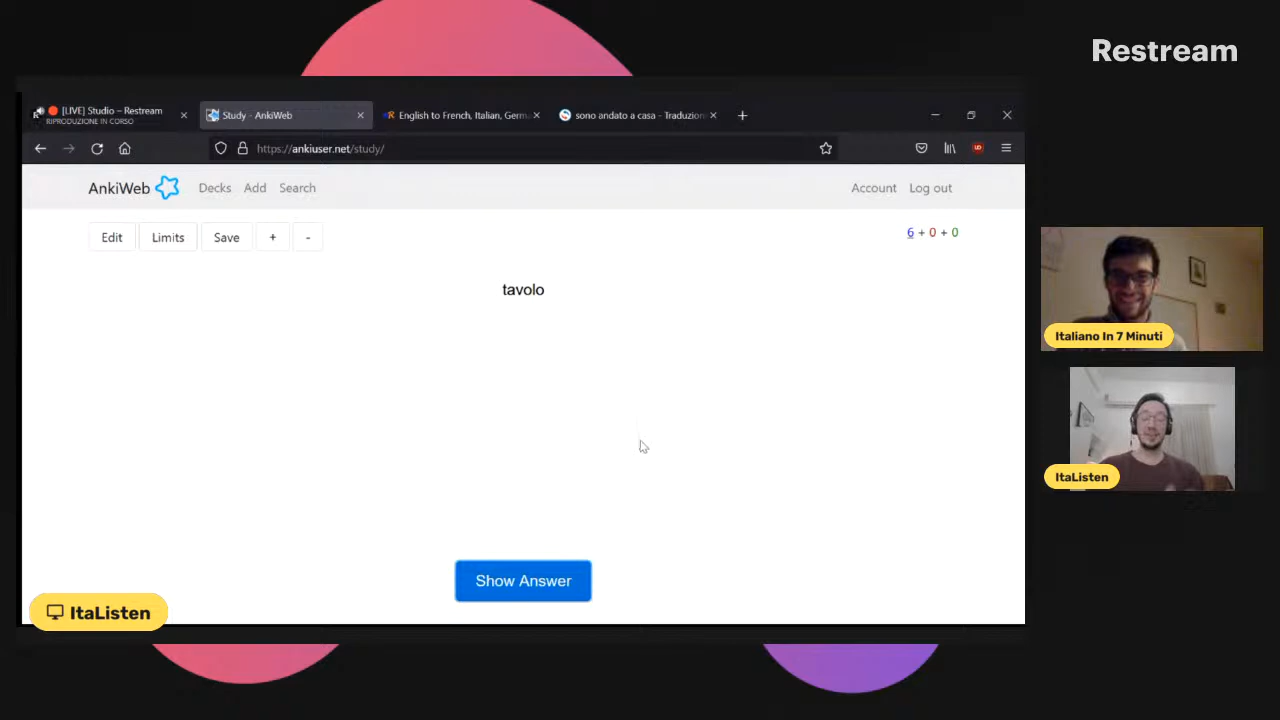 Restream
[LIVE] Studio – Restream
RIPRODUZIONE IN CORSO
Study - AnkiWeb
English to French, Italian, Germ
sono andato a casa - Traduzion
https://ankiuser.net/study/
AnkiWeb
Decks
Add
Search
Account
Log out
Edit
Limits
Save
+
-
6 + 0 + 0
tavolo
Show Answer
Italiano In 7 Minuti
ItaListen
ItaListen